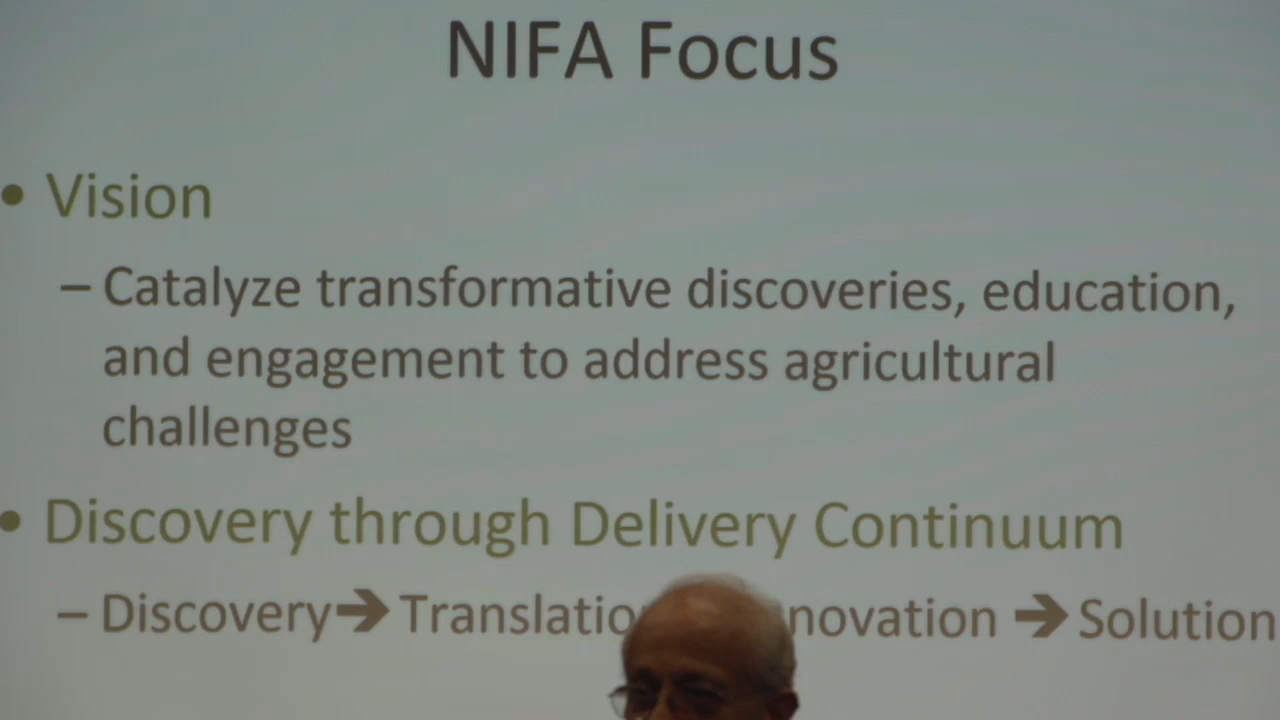 NIFA Focus
• Vision
– Catalyze transformative discoveries, education,
and engagement to address agricultural
challenges
• Discovery through Delivery Continuum
– Discovery➔ Translatio novation ➔ Solution